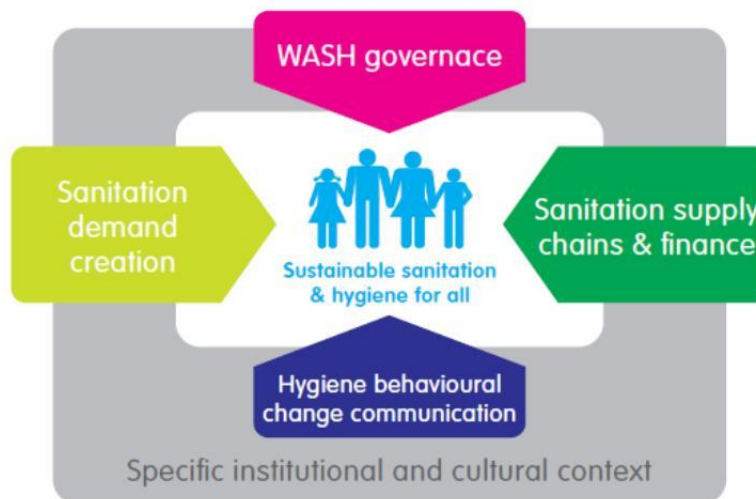 WASH governace
Sanitation
demand
creation
Sanitation supply
chains & finance
Sustainable sanitation
& hygiene for all
Hygiene behavioural
change communication
Specific institutional and cultural context